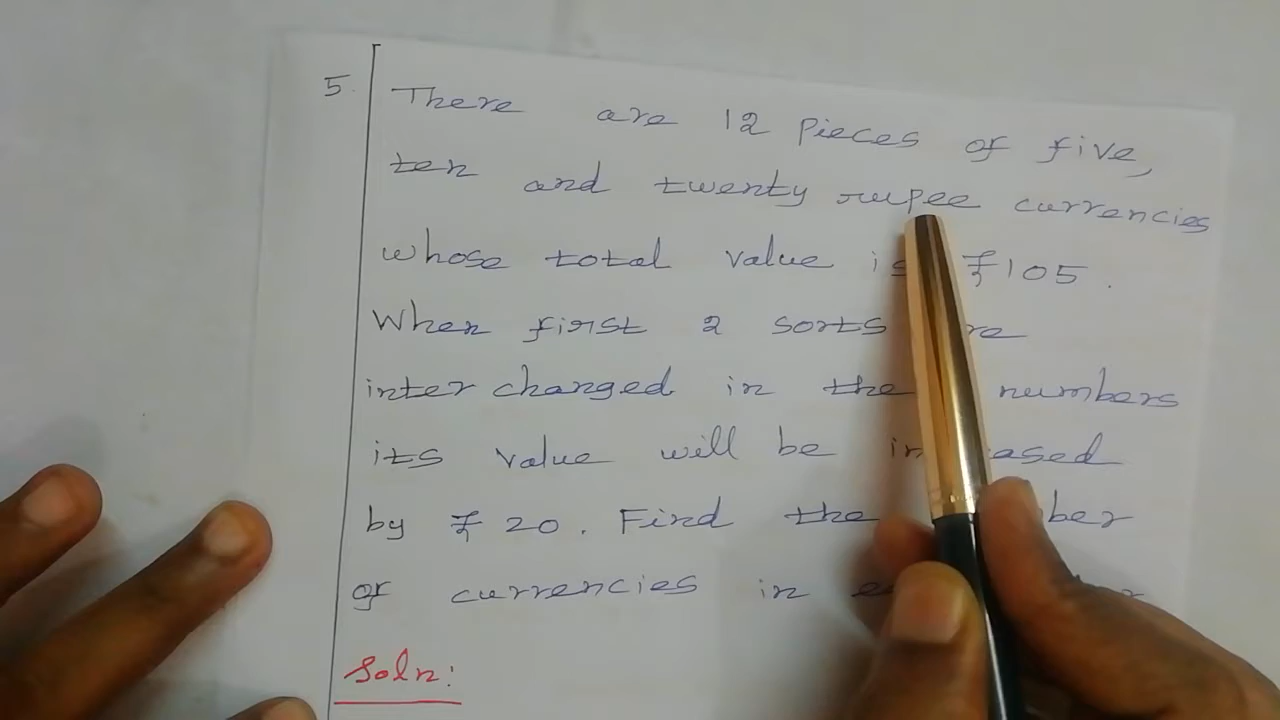 5. There are 12 pieces of five,
ten and twenty rupee currencies
whose total value is ₹105.
When first 2 sorts
interchanged in the numbers
its value will be
by ₹20. Find the
of currencies in
Soln: